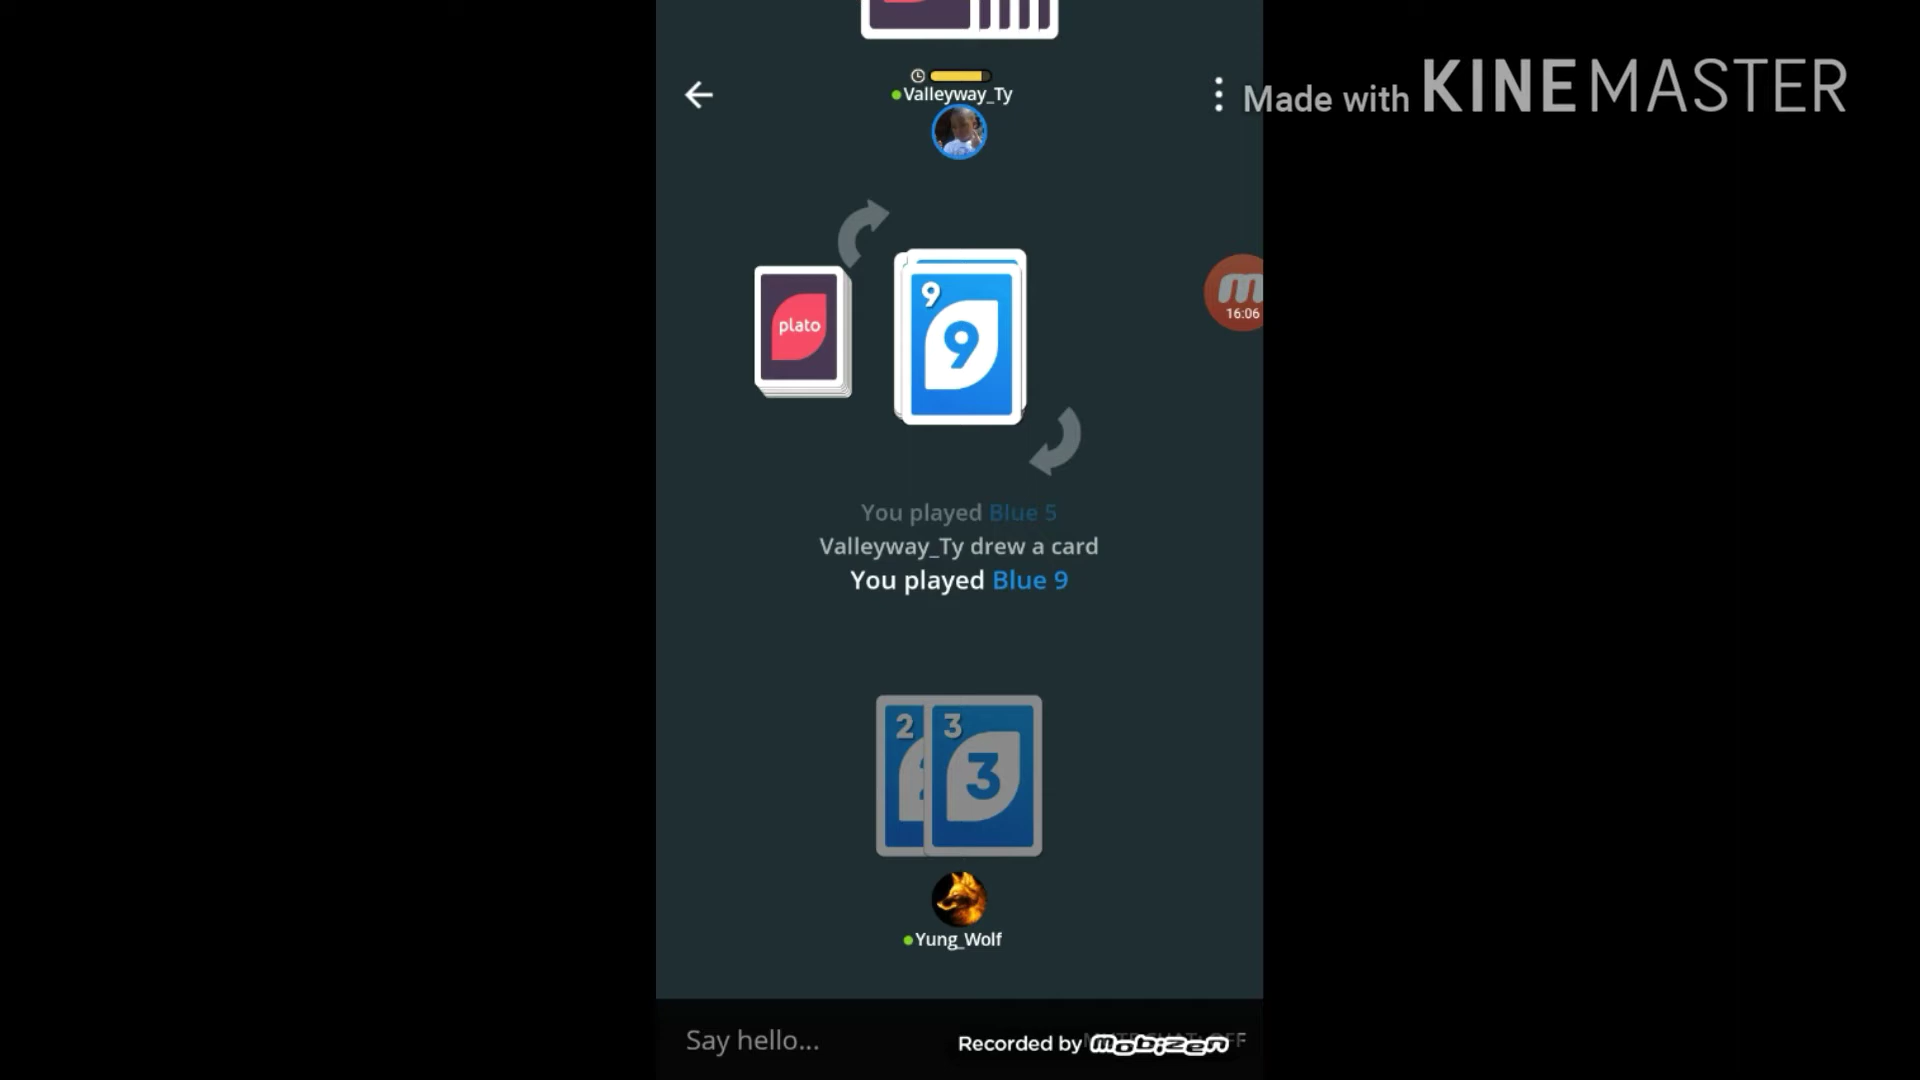 Valleyway_Ty
Made with KINEMASTER
plato
9
9
16:06
You played Blue 5
Valleyway_Ty drew a card
You played Blue 9
2
3
3
Yung_Wolf
Say hello...
Recorded by mobizen